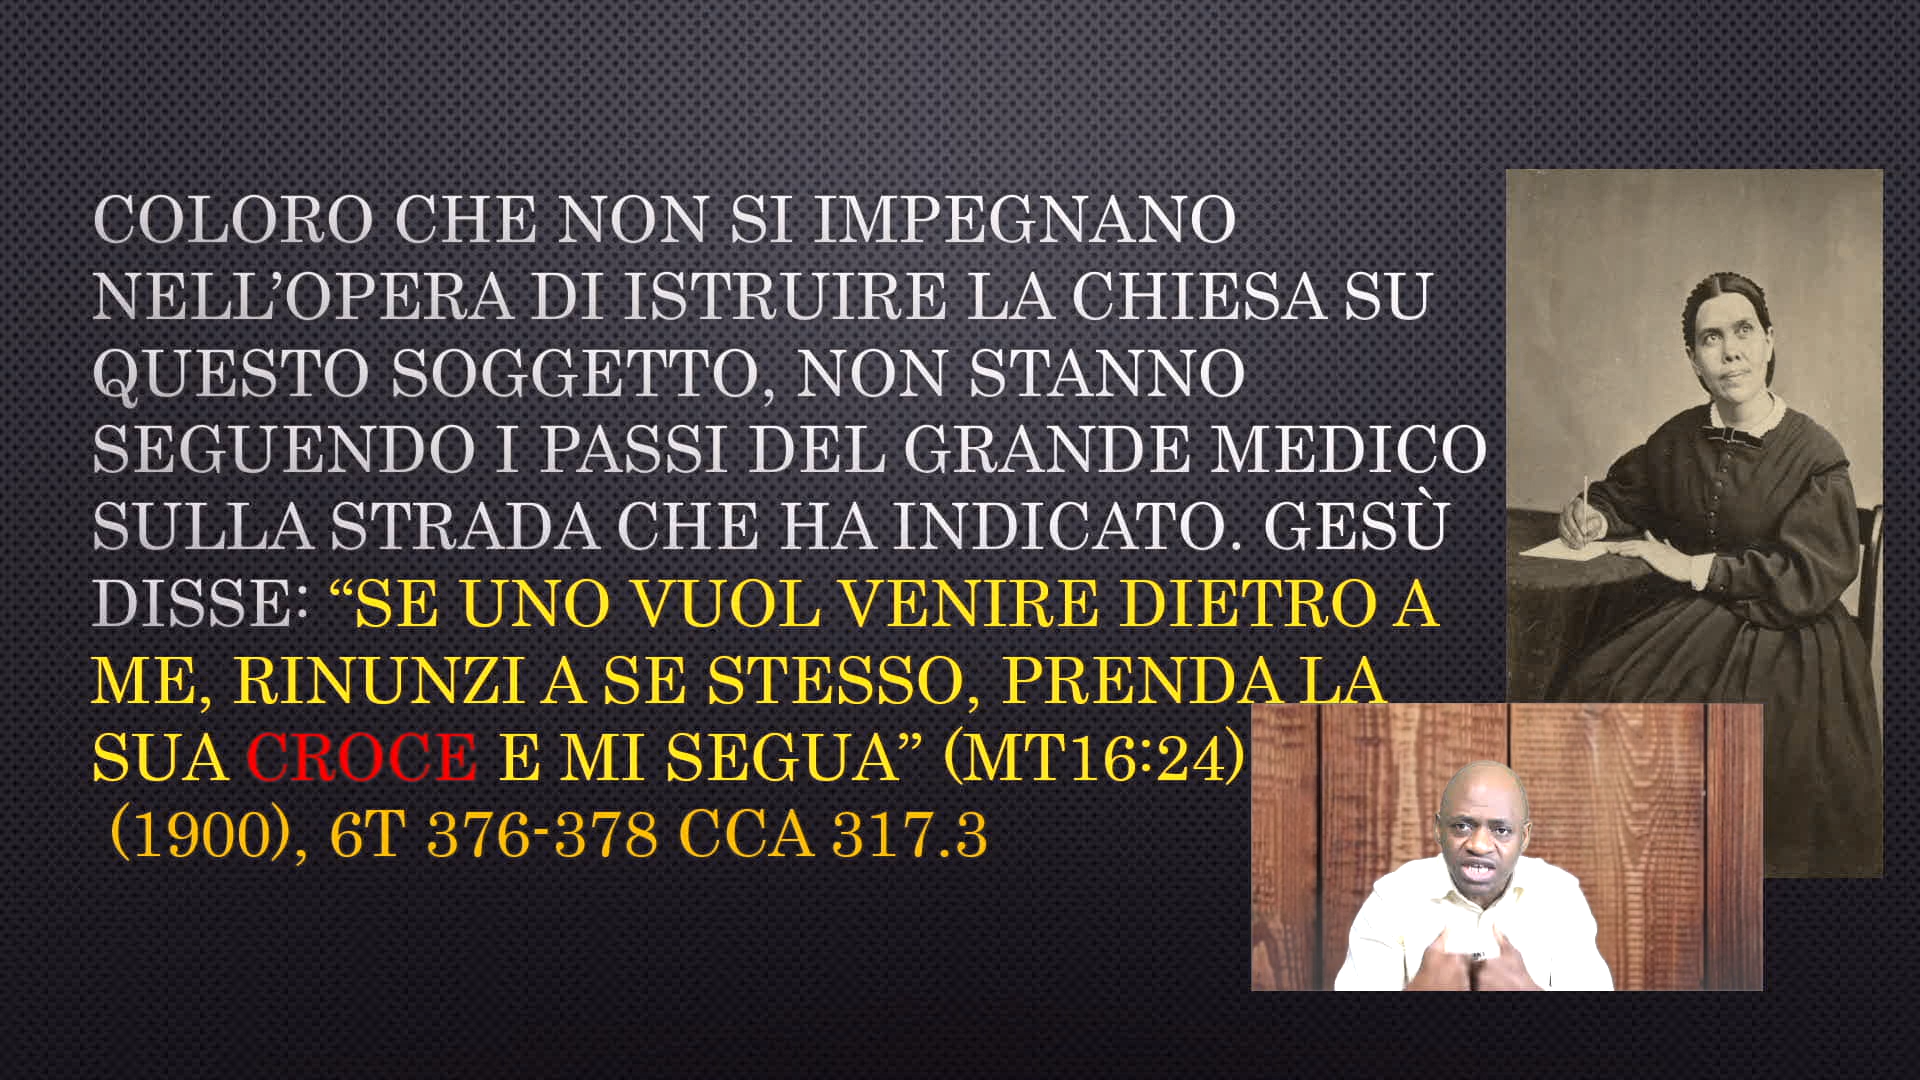 COLORO CHE NON SI IMPEGNANO
NELL’OPERA DI ISTRUIRE LA CHIESA SU
QUESTO SOGGETTO, NON STANNO
SEGUENDO I PASSI DEL GRANDE MEDICO
SULLA STRADA CHE HA INDICATO. GESÙ
DISSE: “SE UNO VUOL VENIRE DIETRO A
ME, RINUNZI A SE STESSO, PRENDA LA
SUA CROCE E MI SEGUA” (MT16:24)
(1900), 6T 376-378 CCA 317.3